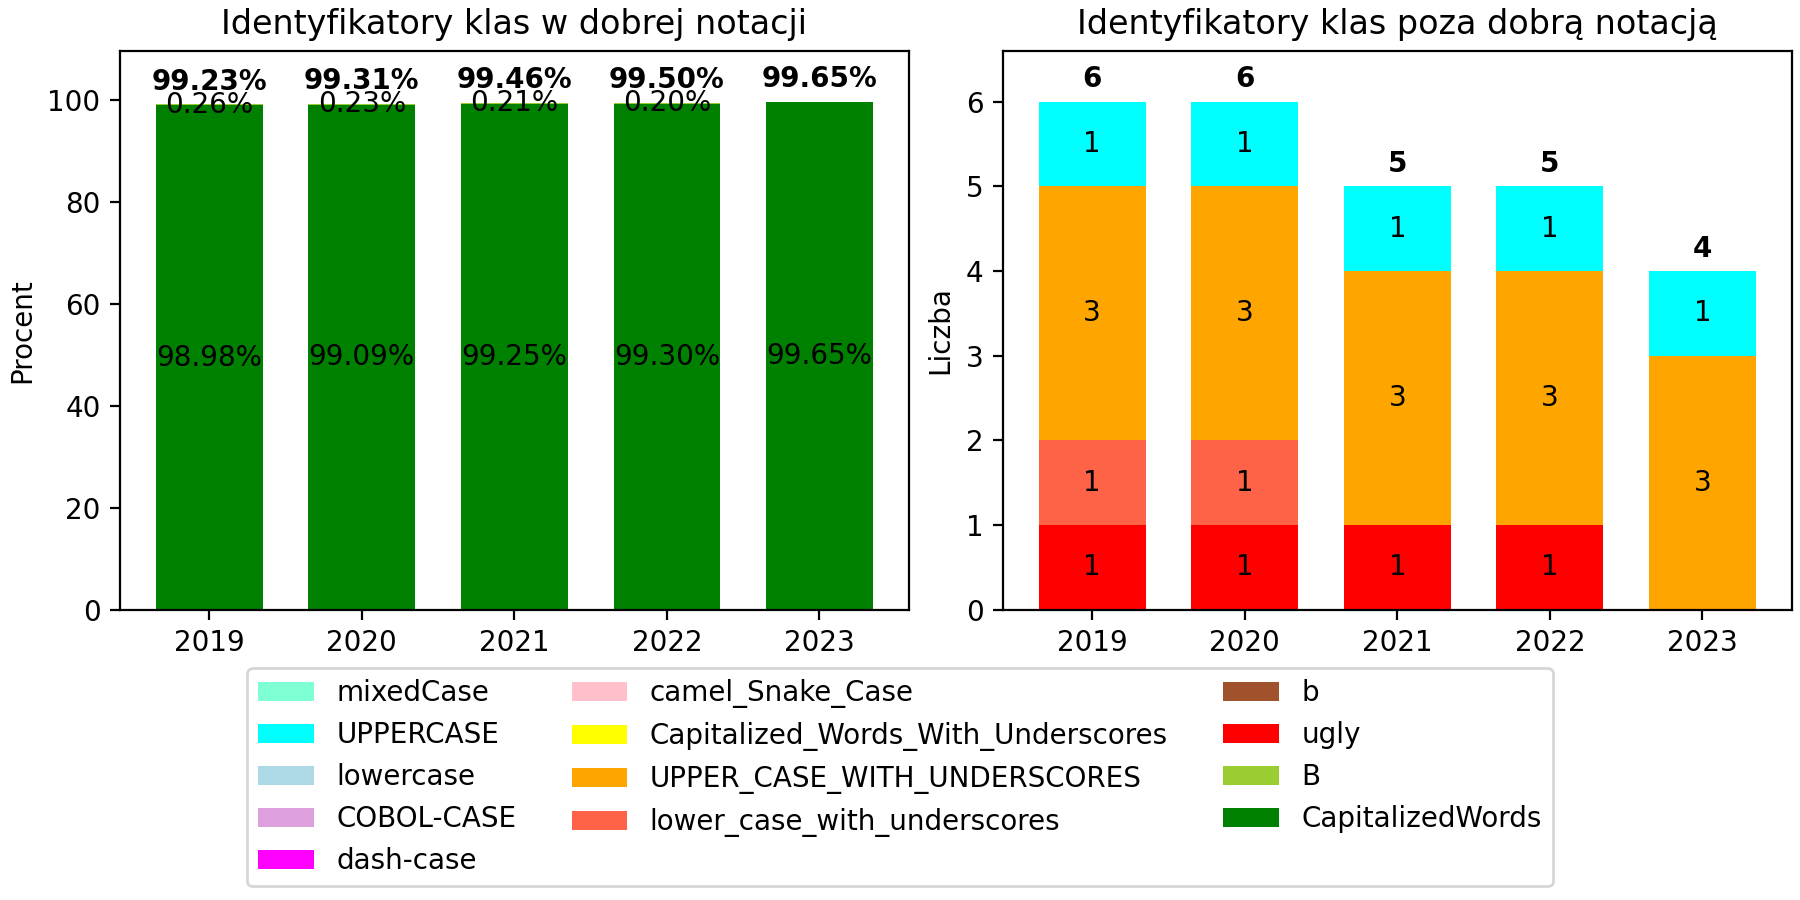 Identyfikatory klas w dobrej notacji
99.23% 99.31% 99.46% 99.50% 99.65%
0.26% 0.23% 0.21% 0.20%
98.98% 99.09% 99.25% 99.30% 99.65%
Procent
100
80
60
40
20
0
2019 2020 2021 2022 2023
Identyfikatory klas poza dobrą notacją
6 6 5 5 4
1 1 1 1 1
3 3 3 3 3
1 1
1 1 1 1
Liczba
6
5
4
3
2
1
0
2019 2020 2021 2022 2023
mixedCase
UPPERCASE
lowercase
COBOL-CASE
dash-case
camel_Snake_Case
Capitalized_Words_With_Underscores
UPPER_CASE_WITH_UNDERSCORES
lower_case_with_underscores
b
ugly
B
CapitalizedWords